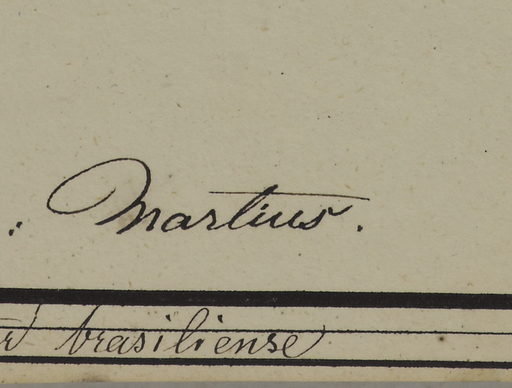 . Martius.
brasiliense